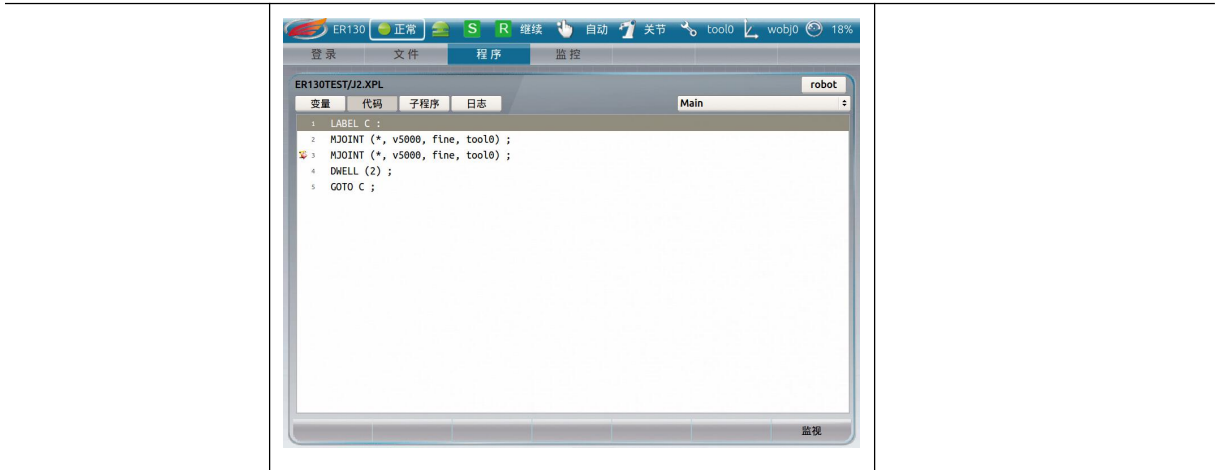 ER130 正常 S R 继续 自动 关节 tool0 wobj0 18%
登录 文件 程序 监控
ER130TEST/J2.XPL robot
变量 代码 子程序 日志 Main
1 LABEL C :
2 MJOINT (*, v5000, fine, tool0) ;
3 MJOINT (*, v5000, fine, tool0) ;
4 DWELL (2) ;
5 GOTO C ;
监视